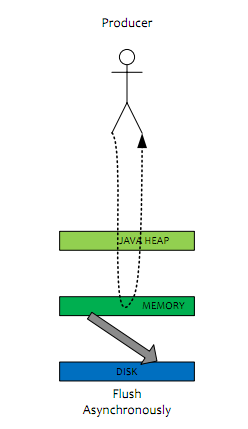 Producer
JAVA HEAP
MEMORY
DISK
Flush
Asynchronously